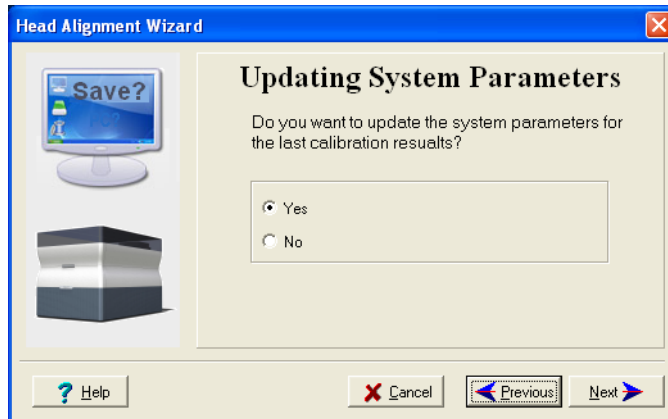 Head Alignment Wizard
Save?
Updating System Parameters
Do you want to update the system parameters for
the last calibration resualts?
Yes
No
Help
Cancel
Previous
Next